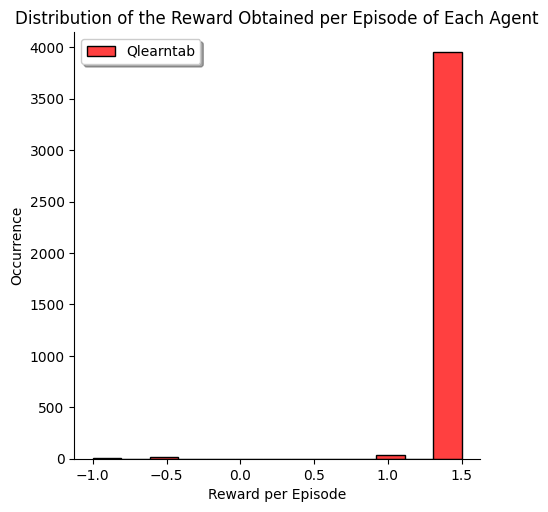 Distribution of the Reward Obtained per Episode of Each Agent
Qlearntab
4000
3500
3000
2500
2000
1500
1000
500
0
Occurrence
−1.0 −0.5 0.0 0.5 1.0 1.5
Reward per Episode